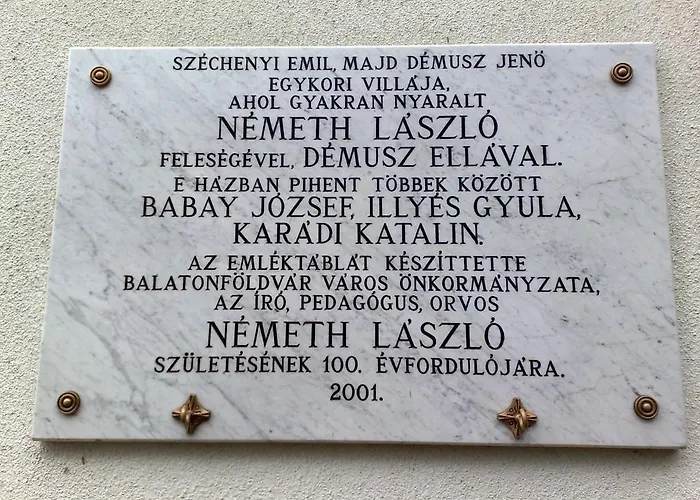 SZÉCHENYI EMIL, MAJD DÉMUSZ JENŐ
EGYKORI VILLÁJA,
AHOL GYAKRAN NYARALT
NÉMETH LÁSZLÓ
FELESÉGÉVEL, DÉMUSZ ELLÁVAL.
E HÁZBAN PIHENT TÖBBEK KÖZÖTT
BABAY JÓZSEF, ILLYÉS GYULA,
KARÁDI KATALIN.
AZ EMLÉKTÁBLÁT KÉSZÍTTETTE
BALATONFÖLDVÁR VÁROS ÖNKORMÁNYZATA,
AZ ÍRÓ, PEDAGÓGUS, ORVOS
NÉMETH LÁSZLÓ
SZÜLETÉSÉNEK 100. ÉVFORDULÓJÁRA.
2001.